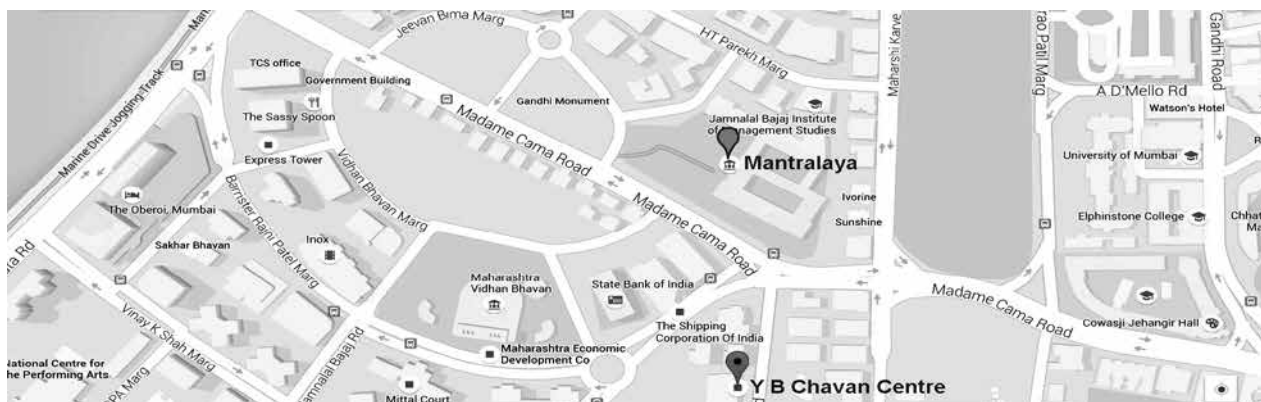 Jeevan Bima Marg
HT Parekh Marg
Maharshi Karve
rao Patil Marg
Gandhi Road
TCS office
Government Building
Gandhi Monument
A D'Mello Rd
Watson's Hotel
Marine Drive Jogging Track
The Sassy Spoon
Madame Cama Road
Jamnalal Bajaj Institute
of Management Studies
Express Tower
Vidhan Bhavan Marg
Mantralaya
University of Mumbai
Barrister Rajni Patel Marg
The Oberoi, Mumbai
Madame Cama Road
Ivorine
Sunshine
Elphinstone College
Chhat
Ma
ta Rd
Sakhar Bhavan
Inox
Maharashtra
Vidhan Bhavan
State Bank of India
Madame Cama Road
Vinay K Shah Marg
The Shipping
Corporation Of India
Cowasji Jehangir Hall
National Centre for
he Performing Arts
amnalal Bajaj Rd
Maharashtra Economic
Development Co
PA Marg
Mittal Court
Y B Chavan Centre